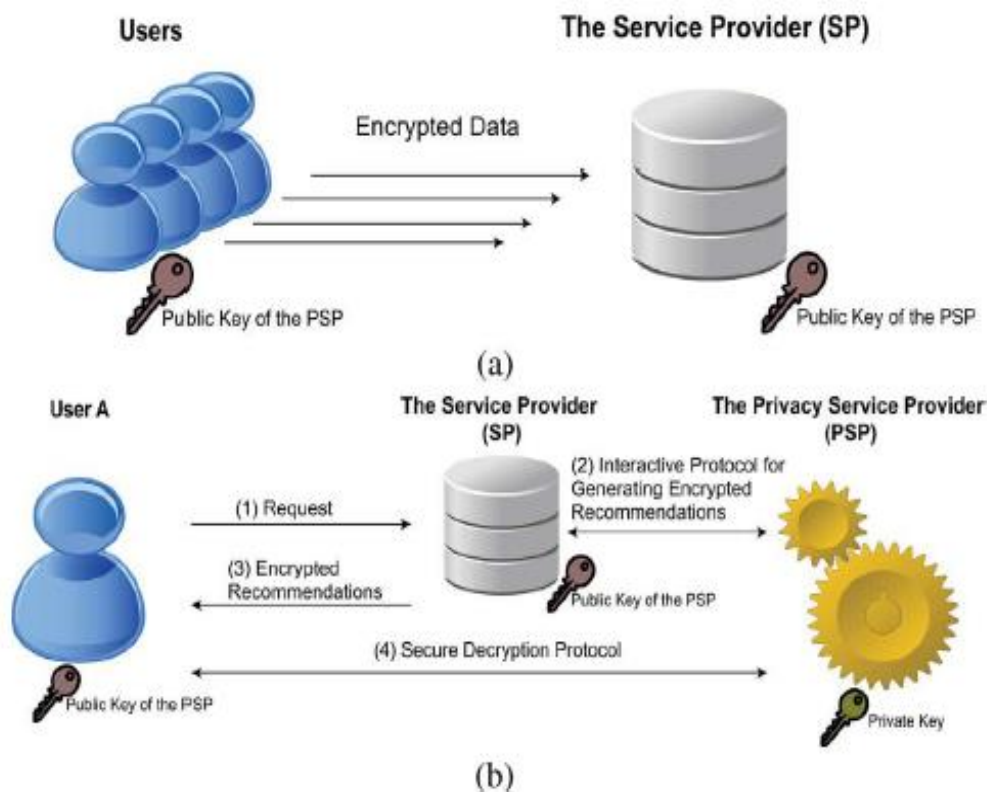 Users
The Service Provider (SP)
Encrypted Data
Public Key of the PSP
Public Key of the PSP
(a)
User A
The Service Provider
(SP)
The Privacy Service Provider
(PSP)
(1) Request
(2) Interactive Protocol for
Generating Encrypted
Recommendations
(3) Encrypted
Recommendations
Public Key of the PSP
(4) Secure Decryption Protocol
Public Key of the PSP
Private Key
(b)